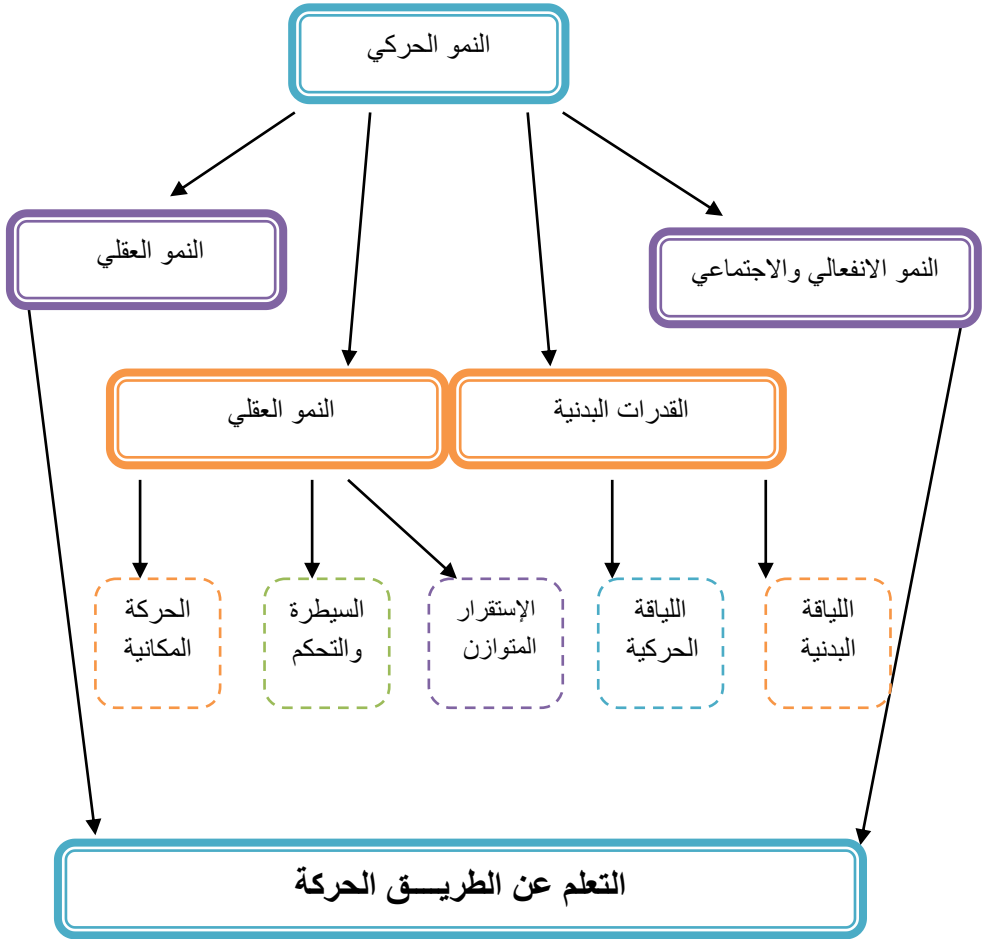 النمو الحركي
النمو العقلي
النمو الانفعالي والاجتماعي
النمو العقلي
القدرات البدنية
الحركة
المكانية
السيطرة
والتحكم
الإستقرار
المتوازن
اللياقة
الحركية
اللياقة
البدنية
التعلم عن الطريـــق الحركة